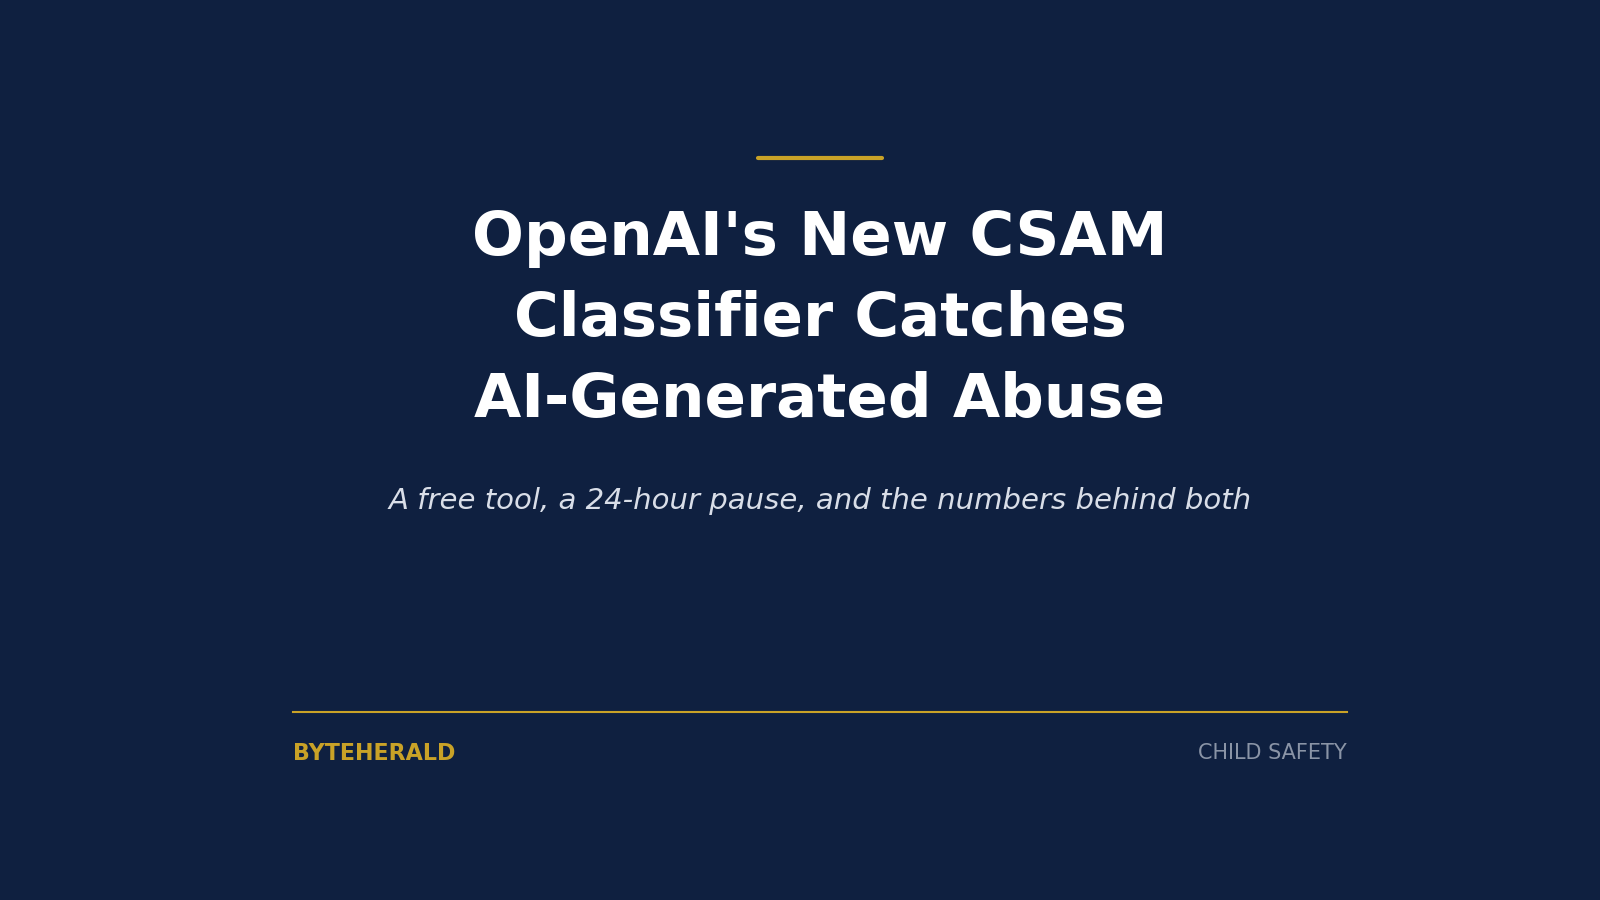 OpenAI's New CSAM
Classifier Catches
AI-Generated Abuse
A free tool, a 24-hour pause, and the numbers behind both
BYTEHERALD
CHILD SAFETY